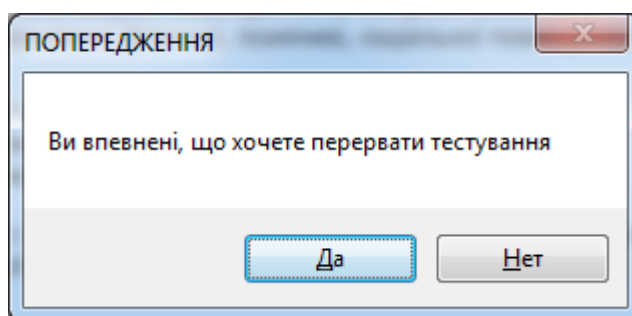 ПОПЕРЕДЖЕННЯ
Ви впевнені, що хочете перервати тестування
Да
Нет